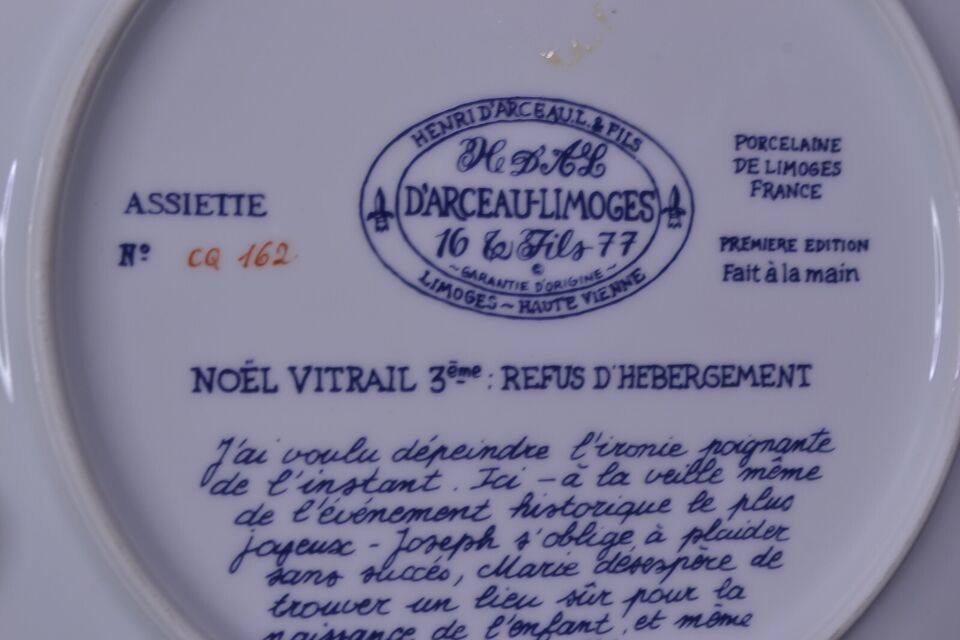 HENRI D'ARCEAU.L. & FILS
H D'A L
D'ARCEAU-LIMOGES
16 & Fils 77
~GARANTIE D'ORIGINE~
©
LIMOGES ~ HAUTE VIENNE
PORCELAINE
DE LIMOGES
FRANCE
ASSIETTE
Nº CQ 162
PREMIERE EDITION
Fait à la main
NOËL VITRAIL 3ème : REFUS D'HEBERGEMENT
J'ai voulu dépeindre l'ironie poignante
de l'instant. Ici - à la veille même
de l'événement historique le plus
joyeux - Joseph s'oblige à plaider
sans succés, Marie désespère de
trouver un lieu sûr pour la
naissance de l'enfant, et même